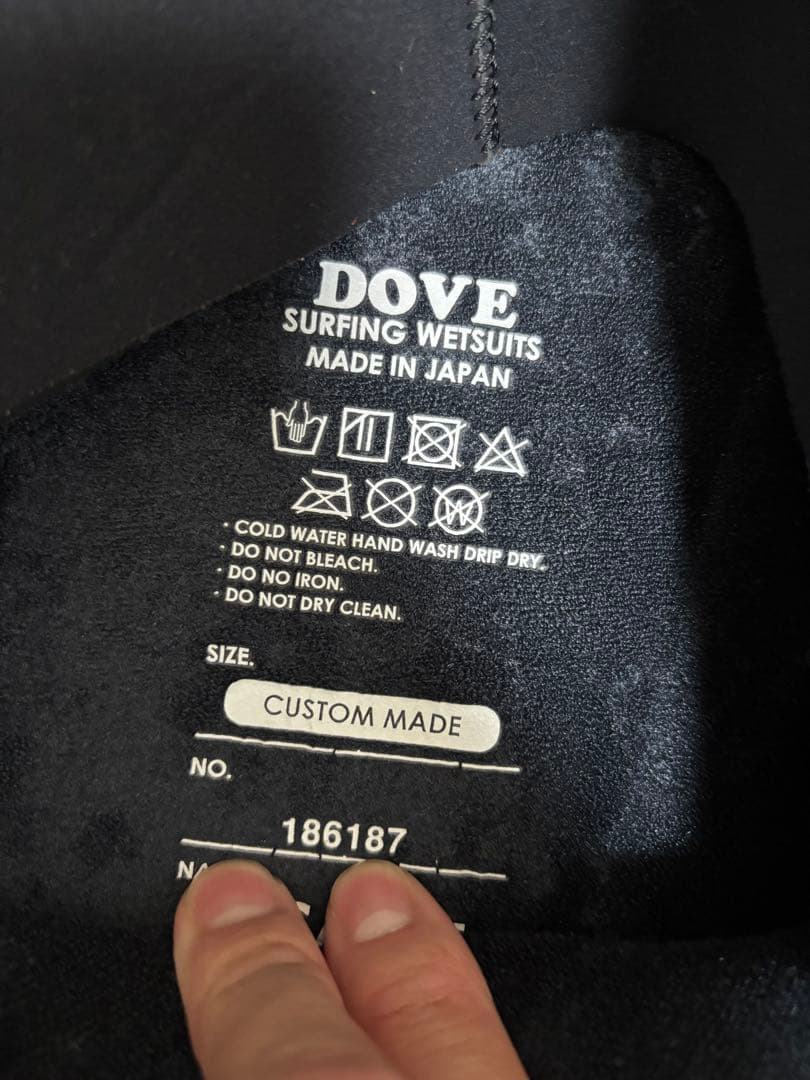 DOVE
SURFING WETSUITS
MADE IN JAPAN
W
· COLD WATER HAND WASH DRIP DRY.
· DO NOT BLEACH.
· DO NO IRON.
· DO NOT DRY CLEAN.
SIZE.
CUSTOM MADE
NO.
186187